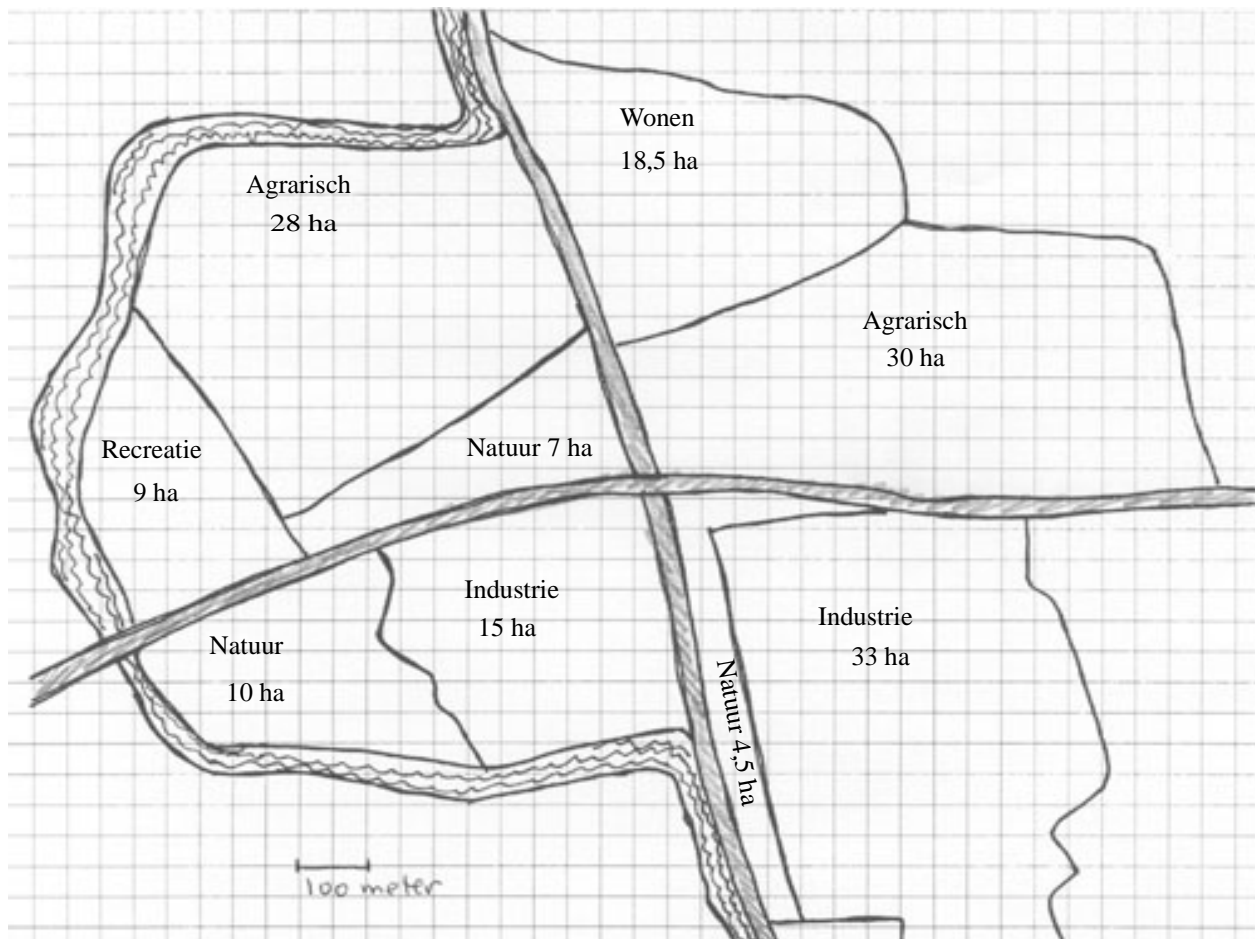 Wonen
18,5 ha
Agrarisch
28 ha
Agrarisch
30 ha
Recreatie
9 ha
Natuur 7 ha
Industrie
15 ha
Industrie
33 ha
Natuur
10 ha
Natuur 4,5 ha
100 meter